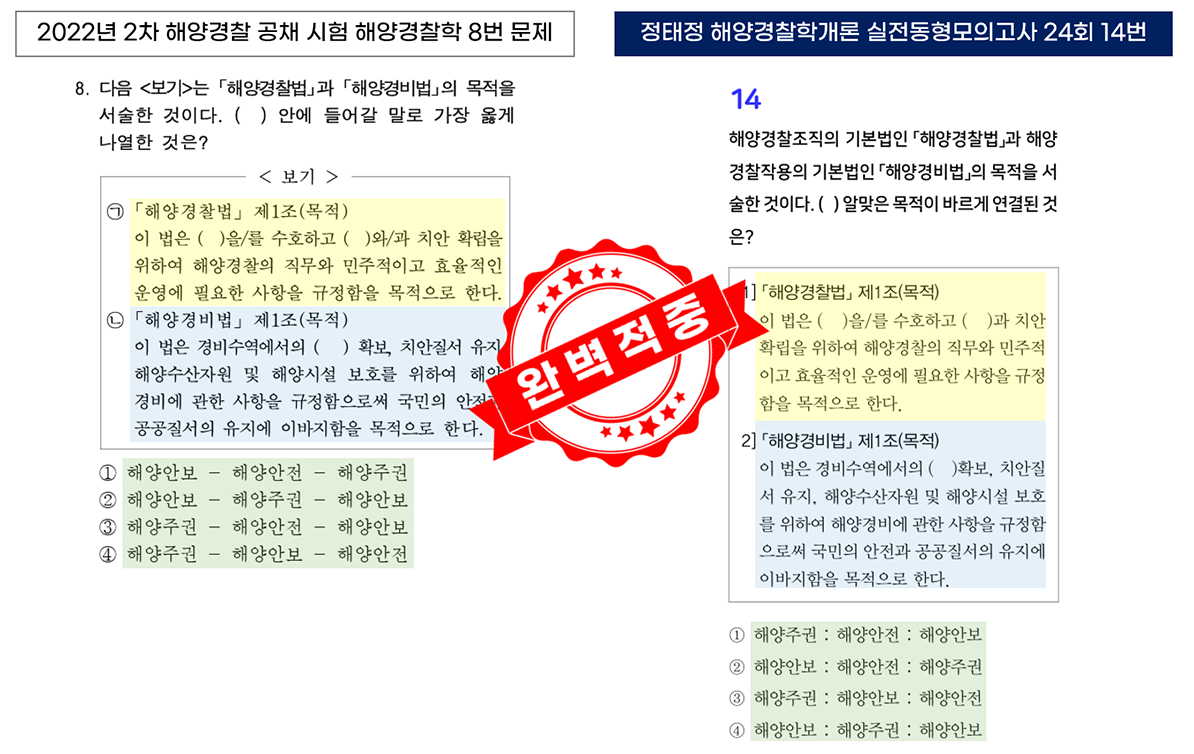 2022년 2차 해양경찰 공채 시험 해양경찰학 8번 문제
8. 다음 <보기>는 「해양경찰법」과 「해양경비법」의 목적을
서술한 것이다. ( ) 안에 들어갈 말로 가장 옳게
나열한 것은?
< 보기 >
㉠ 「해양경찰법」 제1조(목적)
이 법은 ( )을/를 수호하고 ( )와/과 치안 확립을
위하여 해양경찰의 직무와 민주적이고 효율적인
운영에 필요한 사항을 규정함을 목적으로 한다.
㉡ 「해양경비법」 제1조(목적)
이 법은 경비수역에서의 ( ) 확보, 치안질서 유지
해양수산자원 및 해양시설 보호를 위하여 해양
경비에 관한 사항을 규정함으로써 국민의 안전과
공공질서의 유지에 이바지함을 목적으로 한다.
① 해양안보 - 해양안전 - 해양주권
② 해양안보 - 해양주권 - 해양안보
③ 해양주권 - 해양안전 - 해양안보
④ 해양주권 - 해양안보 - 해양안전
완벽적중
정태정 해양경찰학개론 실전동형모의고사 24회 14번
14
해양경찰조직의 기본법인 「해양경찰법」과 해양
경찰작용의 기본법인 「해양경비법」의 목적을 서
술한 것이다. ( ) 알맞은 목적이 바르게 연결된 것
은?
1] 「해양경찰법」 제1조(목적)
이 법은 ( )을/를 수호하고 ( )과 치안
확립을 위하여 해양경찰의 직무와 민주적
이고 효율적인 운영에 필요한 사항을 규정
함을 목적으로 한다.
2] 「해양경비법」 제1조(목적)
이 법은 경비수역에서의 ( )확보, 치안질
서 유지, 해양수산자원 및 해양시설 보호
를 위하여 해양경비에 관한 사항을 규정함
으로써 국민의 안전과 공공질서의 유지에
이바지함을 목적으로 한다.
① 해양주권 : 해양안전 : 해양안보
② 해양안보 : 해양안전 : 해양주권
③ 해양주권 : 해양안보 : 해양안전
④ 해양안보 : 해양주권 : 해양안보